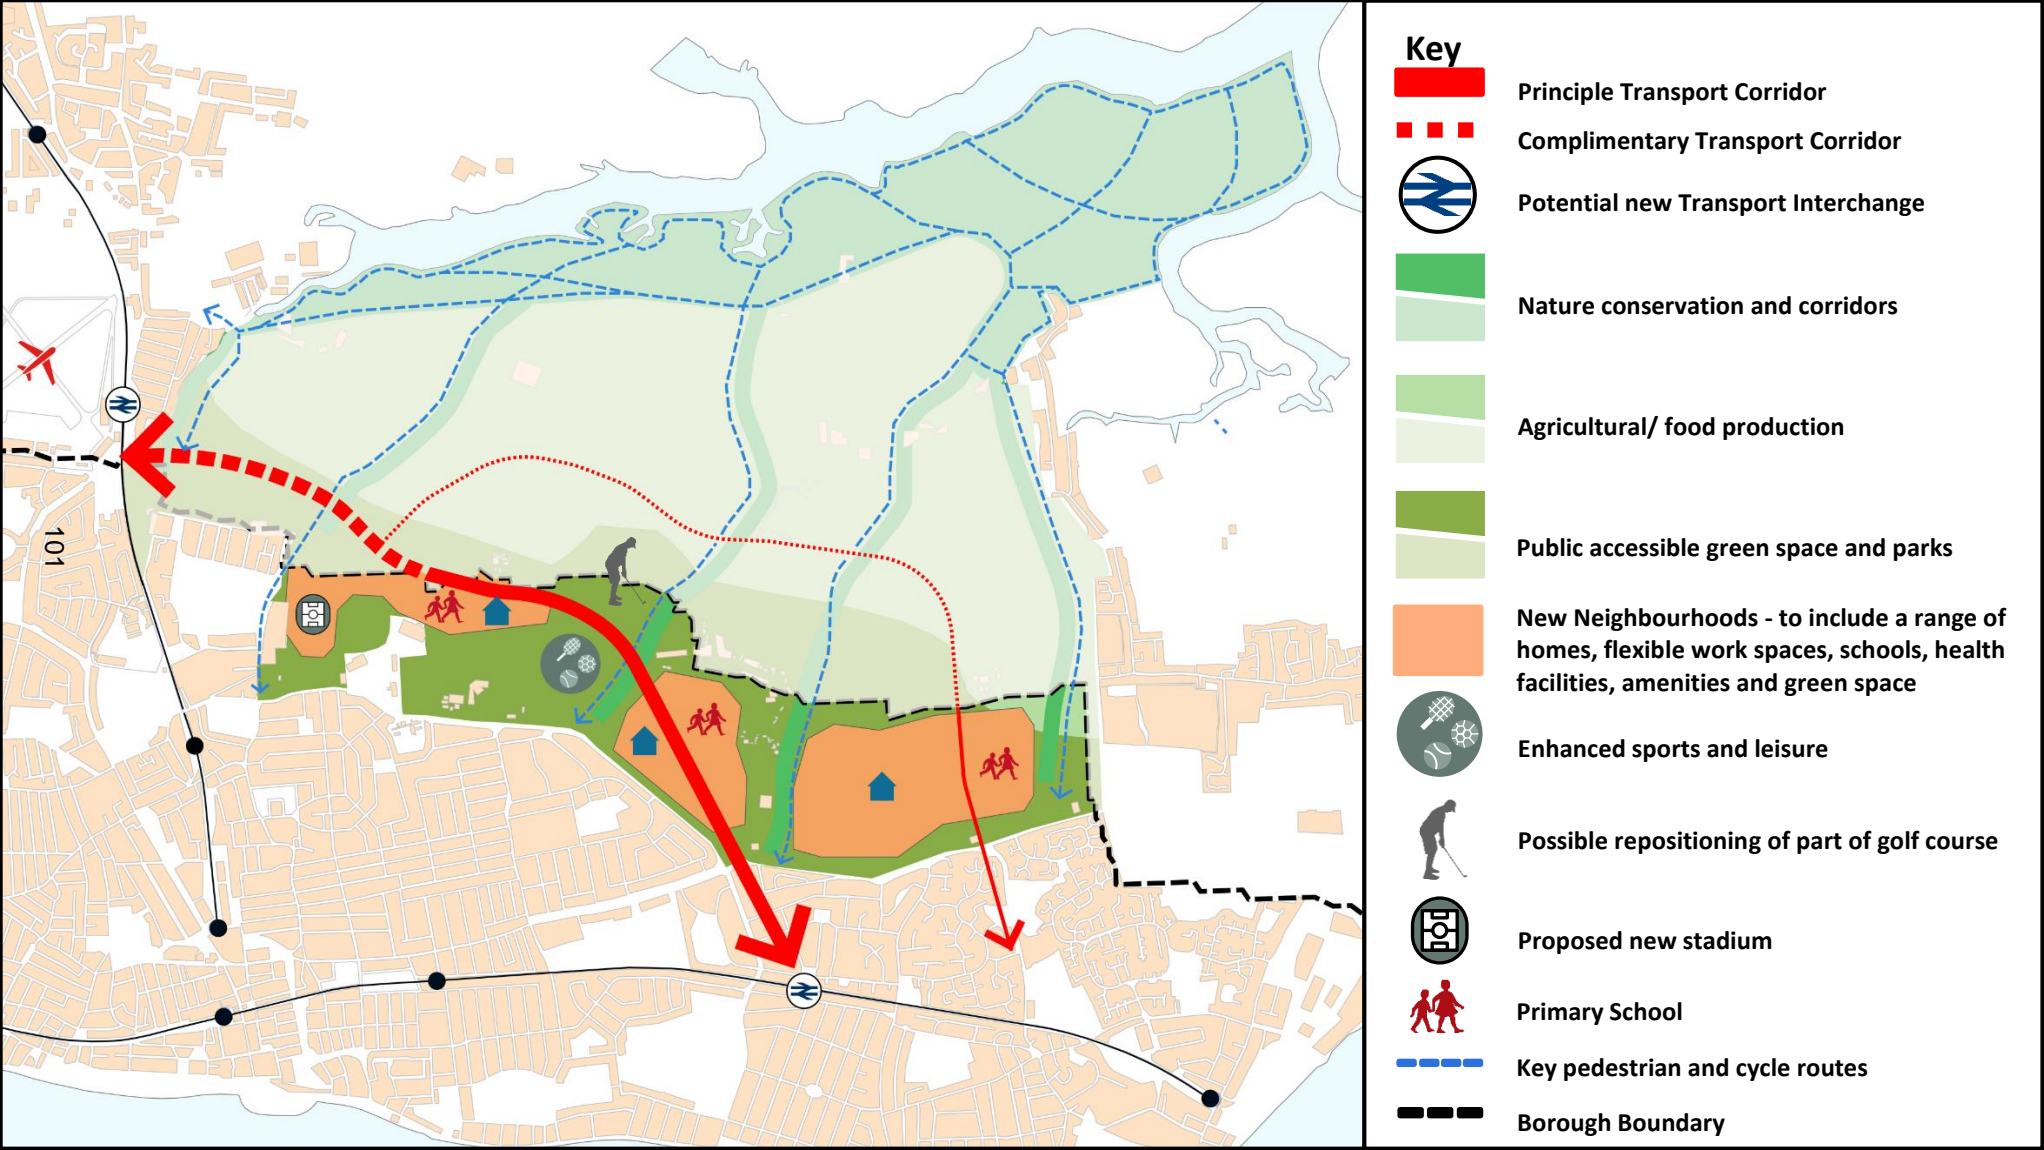 101
Key
Principle Transport Corridor
Complimentary Transport Corridor
Potential new Transport Interchange
Nature conservation and corridors
Agricultural/ food production
Public accessible green space and parks
New Neighbourhoods - to include a range of
homes, flexible work spaces, schools, health
facilities, amenities and green space
Enhanced sports and leisure
Possible repositioning of part of golf course
Proposed new stadium
Primary School
Key pedestrian and cycle routes
Borough Boundary